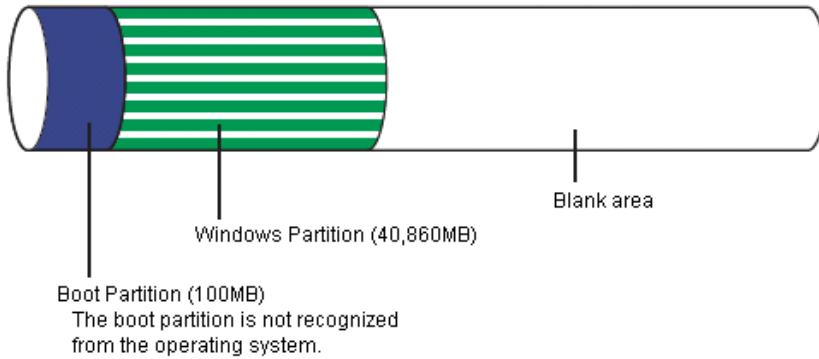 Blank area
Windows Partition (40,860MB)
Boot Partition (100MB)
The boot partition is not recognized
from the operating system.